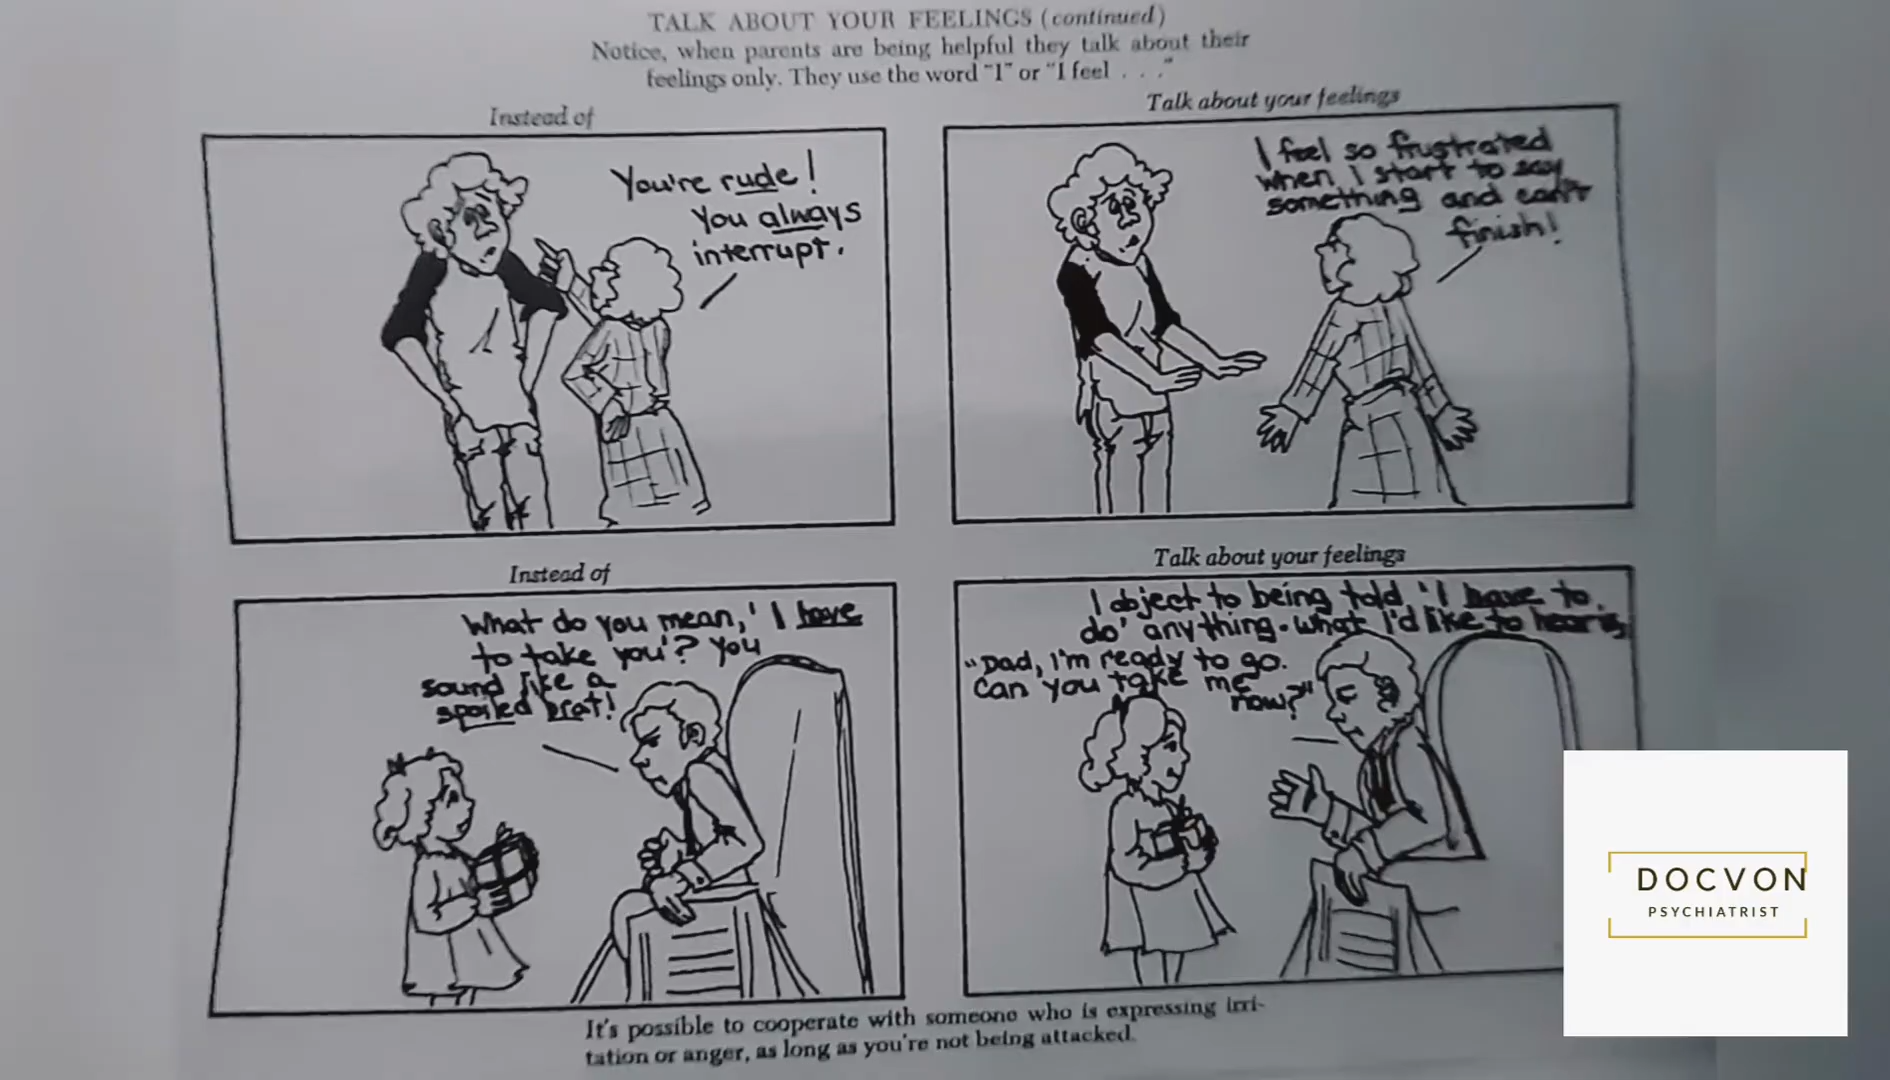 TALK ABOUT YOUR FEELINGS (continued)
Notice, when parents are being helpful they talk about their
feelings only. They use the word "I" or "I feel . . ."
Instead of
You're rude!
You always
interrupt.
Talk about your feelings
I feel so frustrated
when I start to say
something and can't
finish!
Instead of
What do you mean, 'I have
to take you'? You
sound like a
spoiled brat!
Talk about your feelings
I object to being told 'I have to
do' anything. What I'd like to hear is,
"Dad, I'm ready to go.
Can you take me
now?"
It's possible to cooperate with someone who is expressing irri-
tation or anger, as long as you're not being attacked.
DOCVON
PSYCHIATRIST